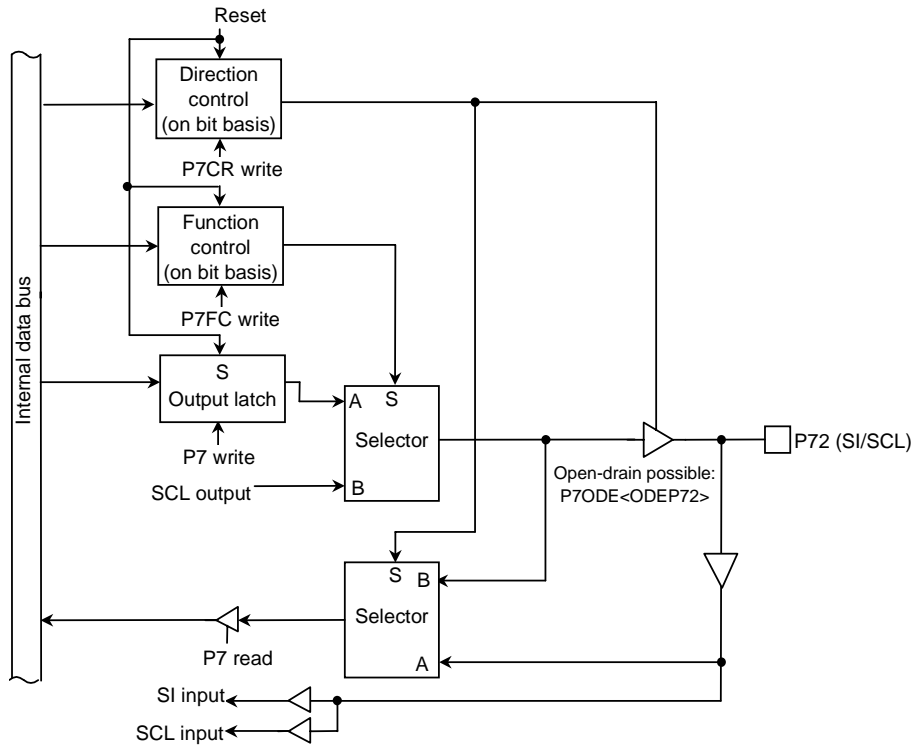 Reset
Direction
control
(on bit basis)
P7CR write
Function
control
(on bit basis)
P7FC write
Internal data bus
S
Output latch
P7 write
SCL output
A
S
Selector
B
P72 (SI/SCL)
Open-drain possible:
P7ODE<ODEP72>
S
B
Selector
A
P7 read
SI input
SCL input